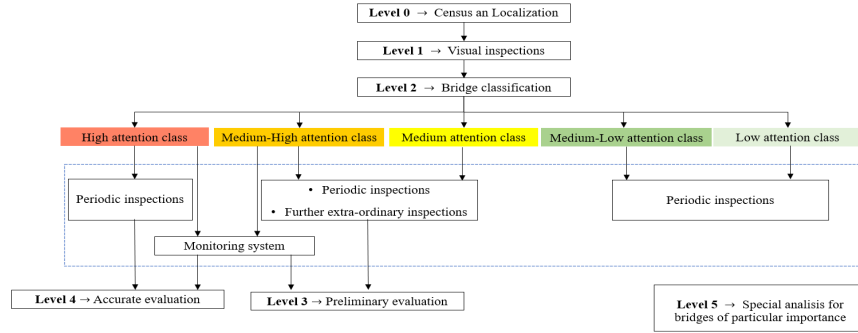 Level 0 → Census an Localization
Level 1 → Visual inspections
Level 2 → Bridge classification
High attention class
Medium-High attention class
Medium attention class
Medium-Low attention class
Low attention class
Periodic inspections
• Periodic inspections
• Further extra-ordinary inspections
Periodic inspections
Monitoring system
Level 4 → Accurate evaluation
Level 3 → Preliminary evaluation
Level 5 → Special analisis for
bridges of particular importance